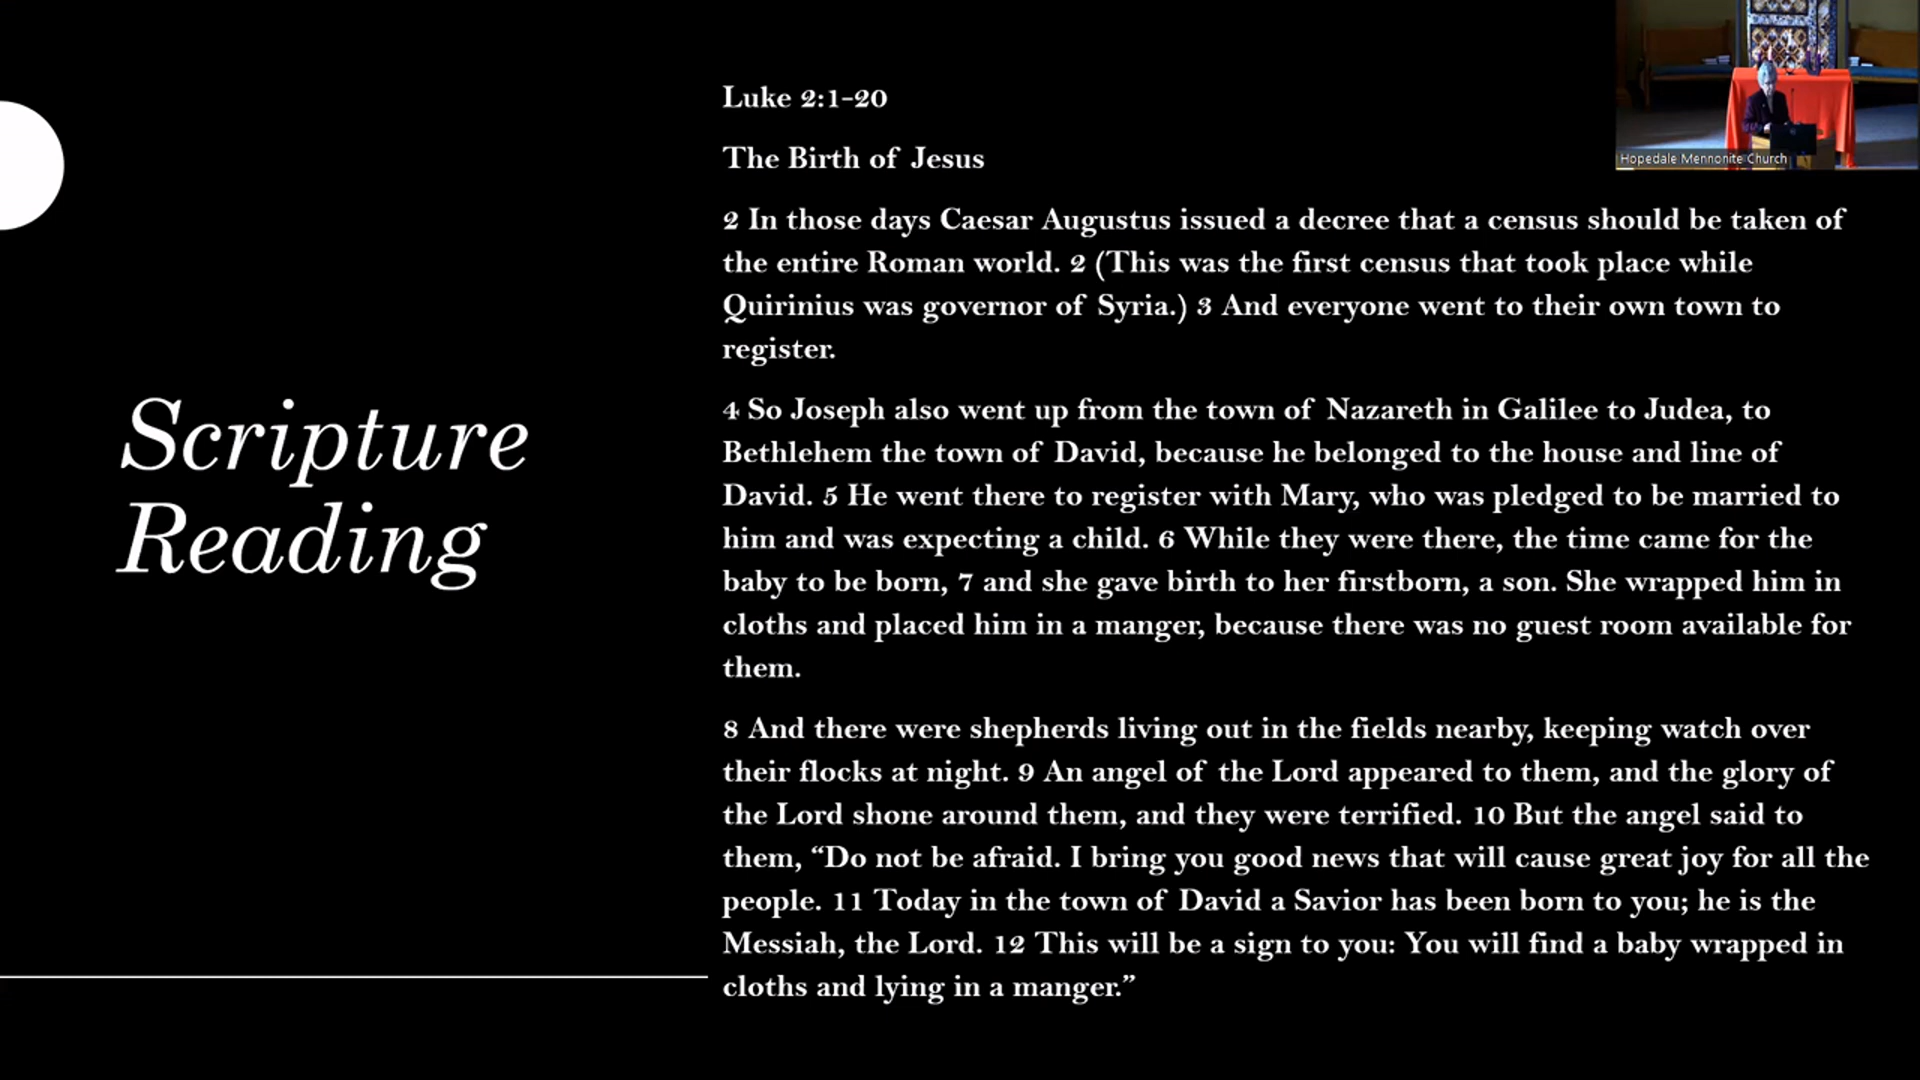 Scripture
Reading
Luke 2:1-20
The Birth of Jesus
2 In those days Caesar Augustus issued a decree that a census should be taken of
the entire Roman world. 2 (This was the first census that took place while
Quirinius was governor of Syria.) 3 And everyone went to their own town to
register.
4 So Joseph also went up from the town of Nazareth in Galilee to Judea, to
Bethlehem the town of David, because he belonged to the house and line of
David. 5 He went there to register with Mary, who was pledged to be married to
him and was expecting a child. 6 While they were there, the time came for the
baby to be born, 7 and she gave birth to her firstborn, a son. She wrapped him in
cloths and placed him in a manger, because there was no guest room available for
them.
8 And there were shepherds living out in the fields nearby, keeping watch over
their flocks at night. 9 An angel of the Lord appeared to them, and the glory of
the Lord shone around them, and they were terrified. 10 But the angel said to
them, “Do not be afraid. I bring you good news that will cause great joy for all the
people. 11 Today in the town of David a Savior has been born to you; he is the
Messiah, the Lord. 12 This will be a sign to you: You will find a baby wrapped in
cloths and lying in a manger.”
Hopedale Mennonite Church